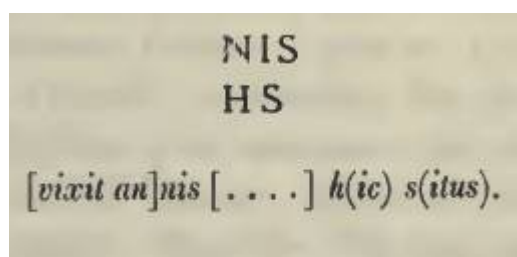 NIS
HS
[vixit an]nis [. . . .] h(ic) s(itus).